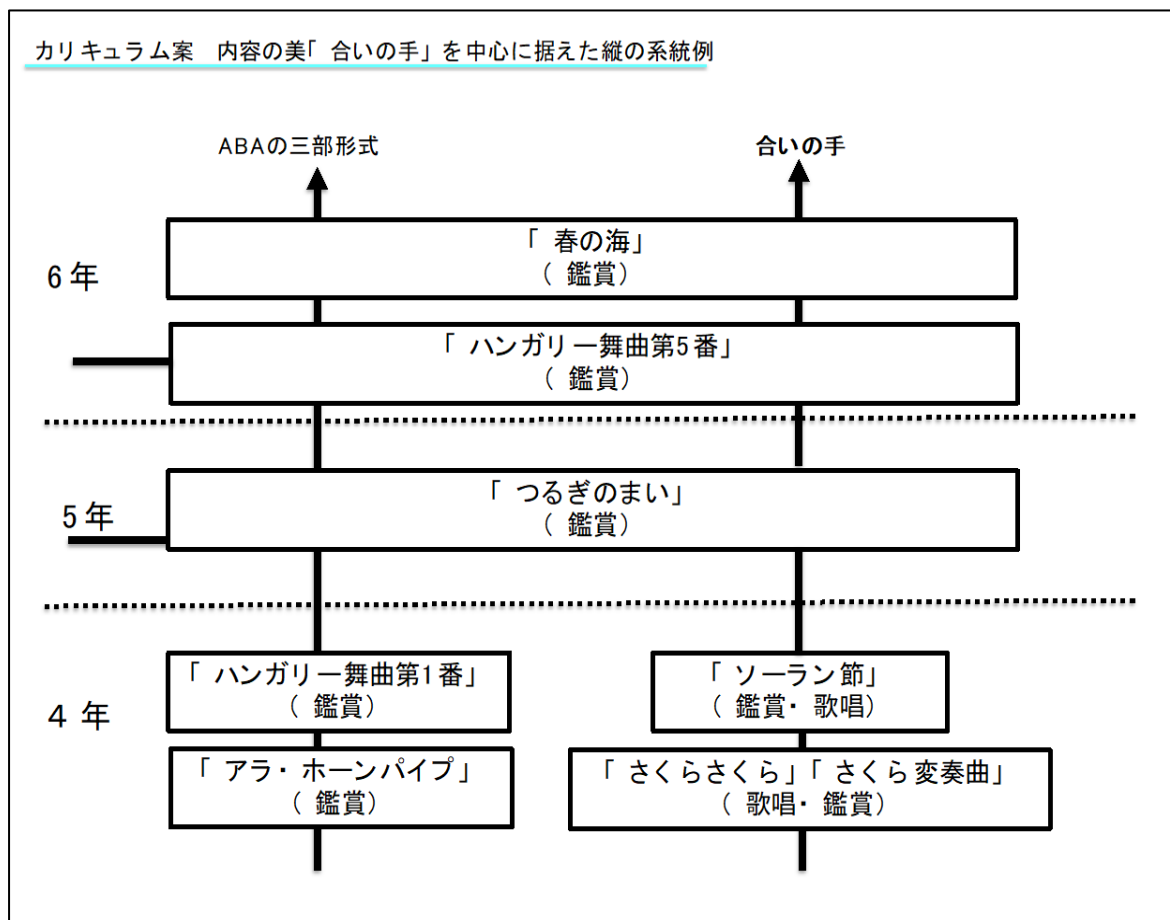 カリキュラム案　内容の美「合いの手」を中心に据えた縦の系統例
ABAの三部形式
合いの手
6年
「春の海」
(鑑賞)
「ハンガリー舞曲第5番」
(鑑賞)
5年
「つるぎのまい」
(鑑賞)
4年
「ハンガリー舞曲第1番」
(鑑賞)
「ソーラン節」
(鑑賞・歌唱)
「アラ・ホーンパイプ」
(鑑賞)
「さくらさくら」「さくら変奏曲」
(歌唱・鑑賞)